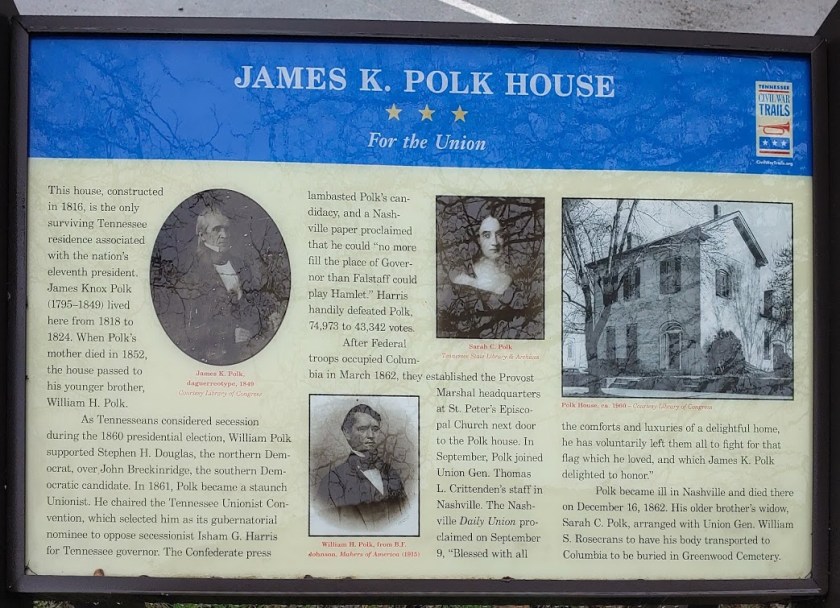 JAMES K. POLK HOUSE
For the Union
TENNESSEE
CIVIL WAR
TRAILS
CivilWarTrails.org
This house, constructed
in 1816, is the only
surviving Tennessee
residence associated
with the nation's
eleventh president.
James Knox Polk
(1795–1849) lived
here from 1818 to
1824. When Polk's
mother died in 1852,
the house passed to
his younger brother,
William H. Polk.
As Tennesseans considered secession
during the 1860 presidential election, William Polk
supported Stephen H. Douglas, the northern Dem-
ocrat, over John Breckinridge, the southern Dem-
ocratic candidate. In 1861, Polk became a staunch
Unionist. He chaired the Tennessee Unionist Con-
vention, which selected him as its gubernatorial
nominee to oppose secessionist Isham G. Harris
for Tennessee governor. The Confederate press
James K. Polk,
daguerreotype, 1849
Courtesy Library of Congress
lambasted Polk's can-
didacy, and a Nash-
ville paper proclaimed
that he could "no more
fill the place of Gover-
nor than Falstaff could
play Hamlet." Harris
handily defeated Polk,
74,973 to 43,342 votes.
After Federal
troops occupied Colum-
bia in March 1862, they established the Provost
Marshal headquarters
at St. Peter's Episco-
pal Church next door
to the Polk house. In
September, Polk joined
Union Gen. Thomas
L. Crittenden's staff in
Nashville. The Nash-
ville Daily Union pro-
claimed on September
9, "Blessed with all
Sarah C. Polk
Tennessee State Library & Archives
William H. Polk, from B.F.
Johnson, Makers of America (1915)
Polk House, ca. 1960 – Courtesy Library of Congress
the comforts and luxuries of a delightful home,
he has voluntarily left them all to fight for that
flag which he loved, and which James K. Polk
delighted to honor."
Polk became ill in Nashville and died there
on December 16, 1862. His older brother's widow,
Sarah C. Polk, arranged with Union Gen. William
S. Rosecrans to have his body transported to
Columbia to be buried in Greenwood Cemetery.